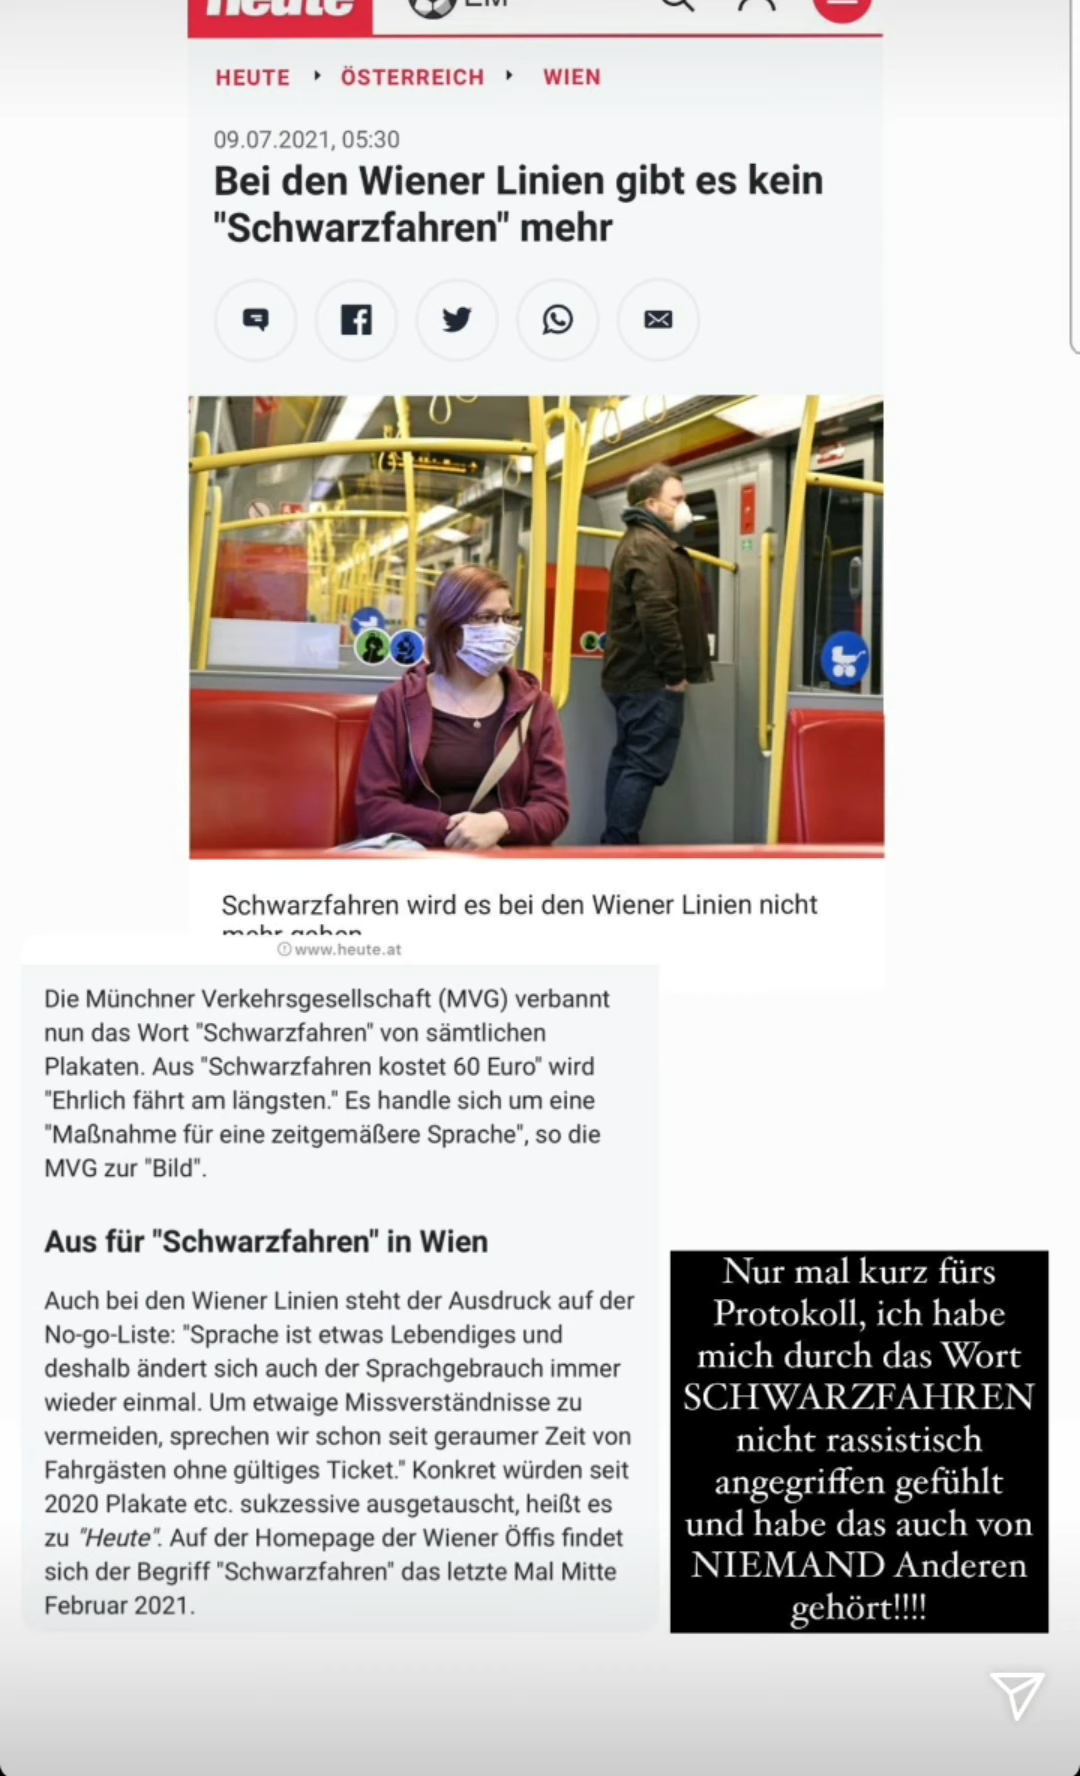 heute
EM
HEUTE ‣ ÖSTERREICH ‣ WIEN
09.07.2021, 05:30
Bei den Wiener Linien gibt es kein
"Schwarzfahren" mehr
Schwarzfahren wird es bei den Wiener Linien nicht
mehr geben
www.heute.at
Die Münchner Verkehrsgesellschaft (MVG) verbannt
nun das Wort "Schwarzfahren" von sämtlichen
Plakaten. Aus "Schwarzfahren kostet 60 Euro" wird
"Ehrlich fährt am längsten." Es handle sich um eine
"Maßnahme für eine zeitgemäßere Sprache", so die
MVG zur "Bild".
Aus für "Schwarzfahren" in Wien
Auch bei den Wiener Linien steht der Ausdruck auf der
No-go-Liste: "Sprache ist etwas Lebendiges und
deshalb ändert sich auch der Sprachgebrauch immer
wieder einmal. Um etwaige Missverständnisse zu
vermeiden, sprechen wir schon seit geraumer Zeit von
Fahrgästen ohne gültiges Ticket." Konkret würden seit
2020 Plakate etc. sukzessive ausgetauscht, heißt es
zu "Heute". Auf der Homepage der Wiener Öffis findet
sich der Begriff "Schwarzfahren" das letzte Mal Mitte
Februar 2021.
Nur mal kurz fürs
Protokoll, ich habe
mich durch das Wort
SCHWARZFAHREN
nicht rassistisch
angegriffen gefühlt
und habe das auch von
NIEMAND Anderen
gehört!!!!